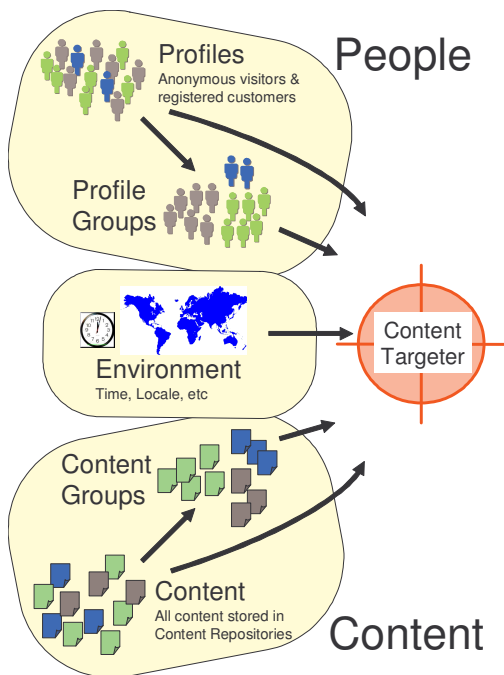 People
Profiles
Anonymous visitors &
registered customers
Profile
Groups
Environment
Time, Locale, etc
Content
Targeter
Content
Groups
Content
All content stored in
Content Repositories
Content